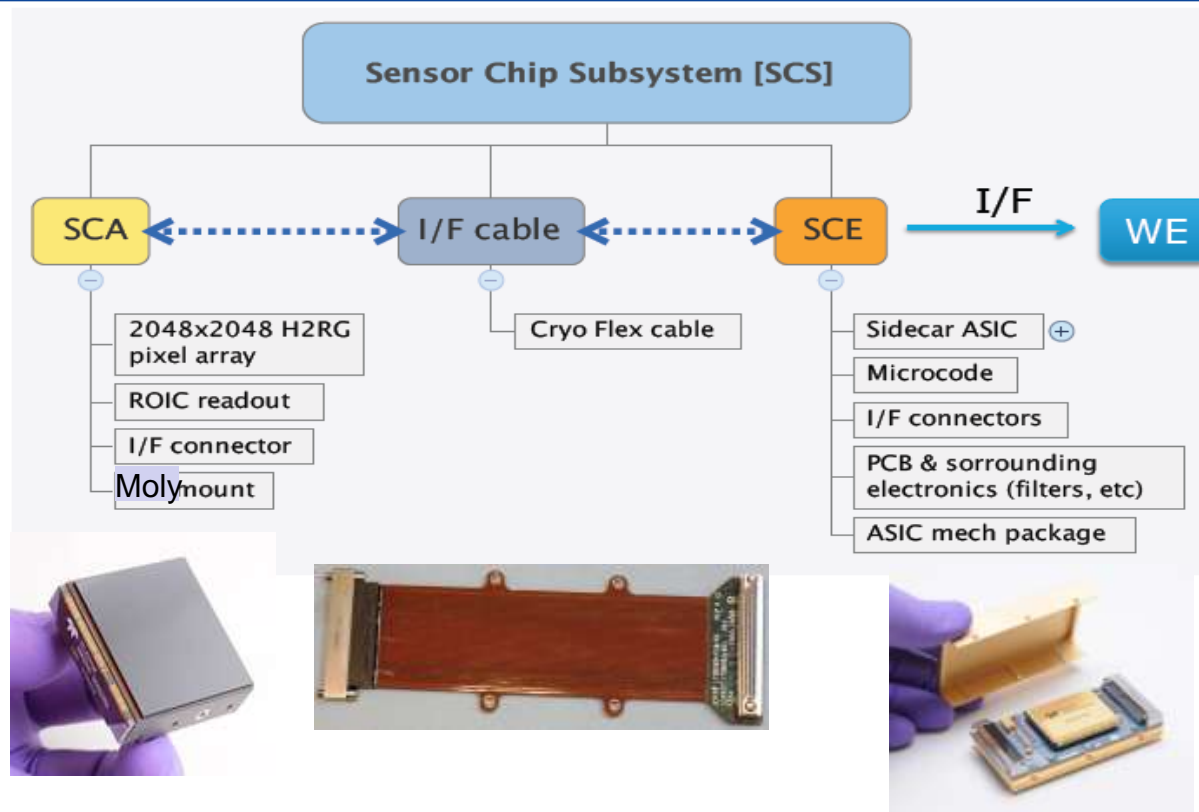 Sensor Chip Subsystem [SCS]
SCA
I/F cable
SCE
I/F
WE
2048x2048 H2RG
pixel array
ROIC readout
I/F connector
Moly mount
Cryo Flex cable
Sidecar ASIC
Microcode
I/F connectors
PCB & sorrounding
electronics (filters, etc)
ASIC mech package